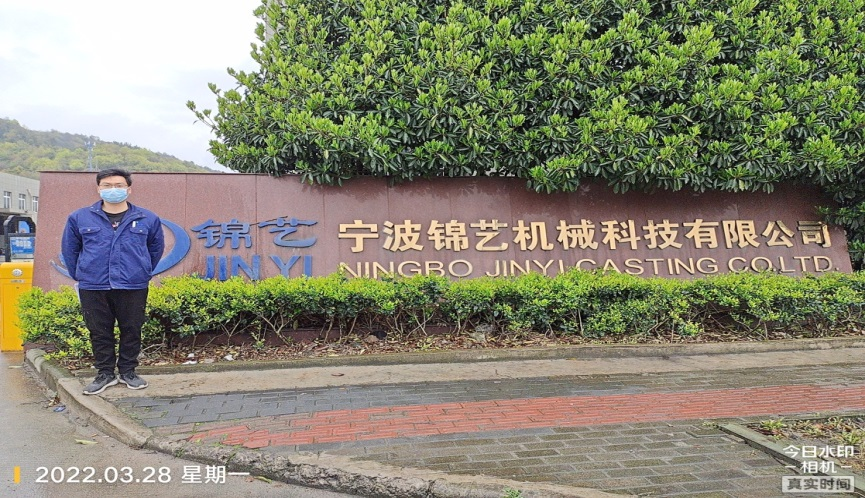 锦艺
JINYI
宁波锦艺机械科技有限公司
NINGBO JINYI CASTING CO.LTD.
2022.03.28 星期一
今日水印
-相机-
真实时间